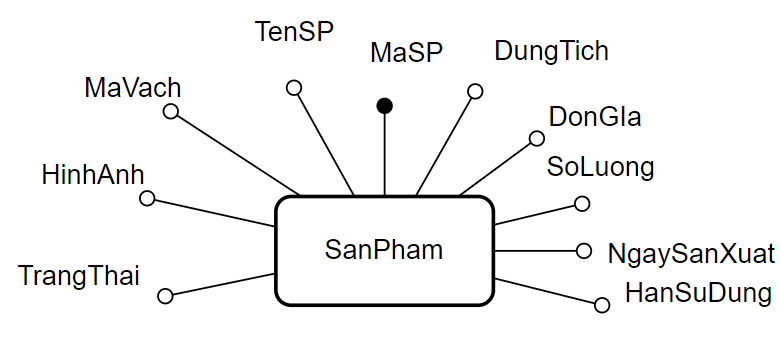 TenSP
MaSP
DungTich
MaVach
DonGIa
HinhAnh
SoLuong
SanPham
NgaySanXuat
TrangThai
HanSuDung